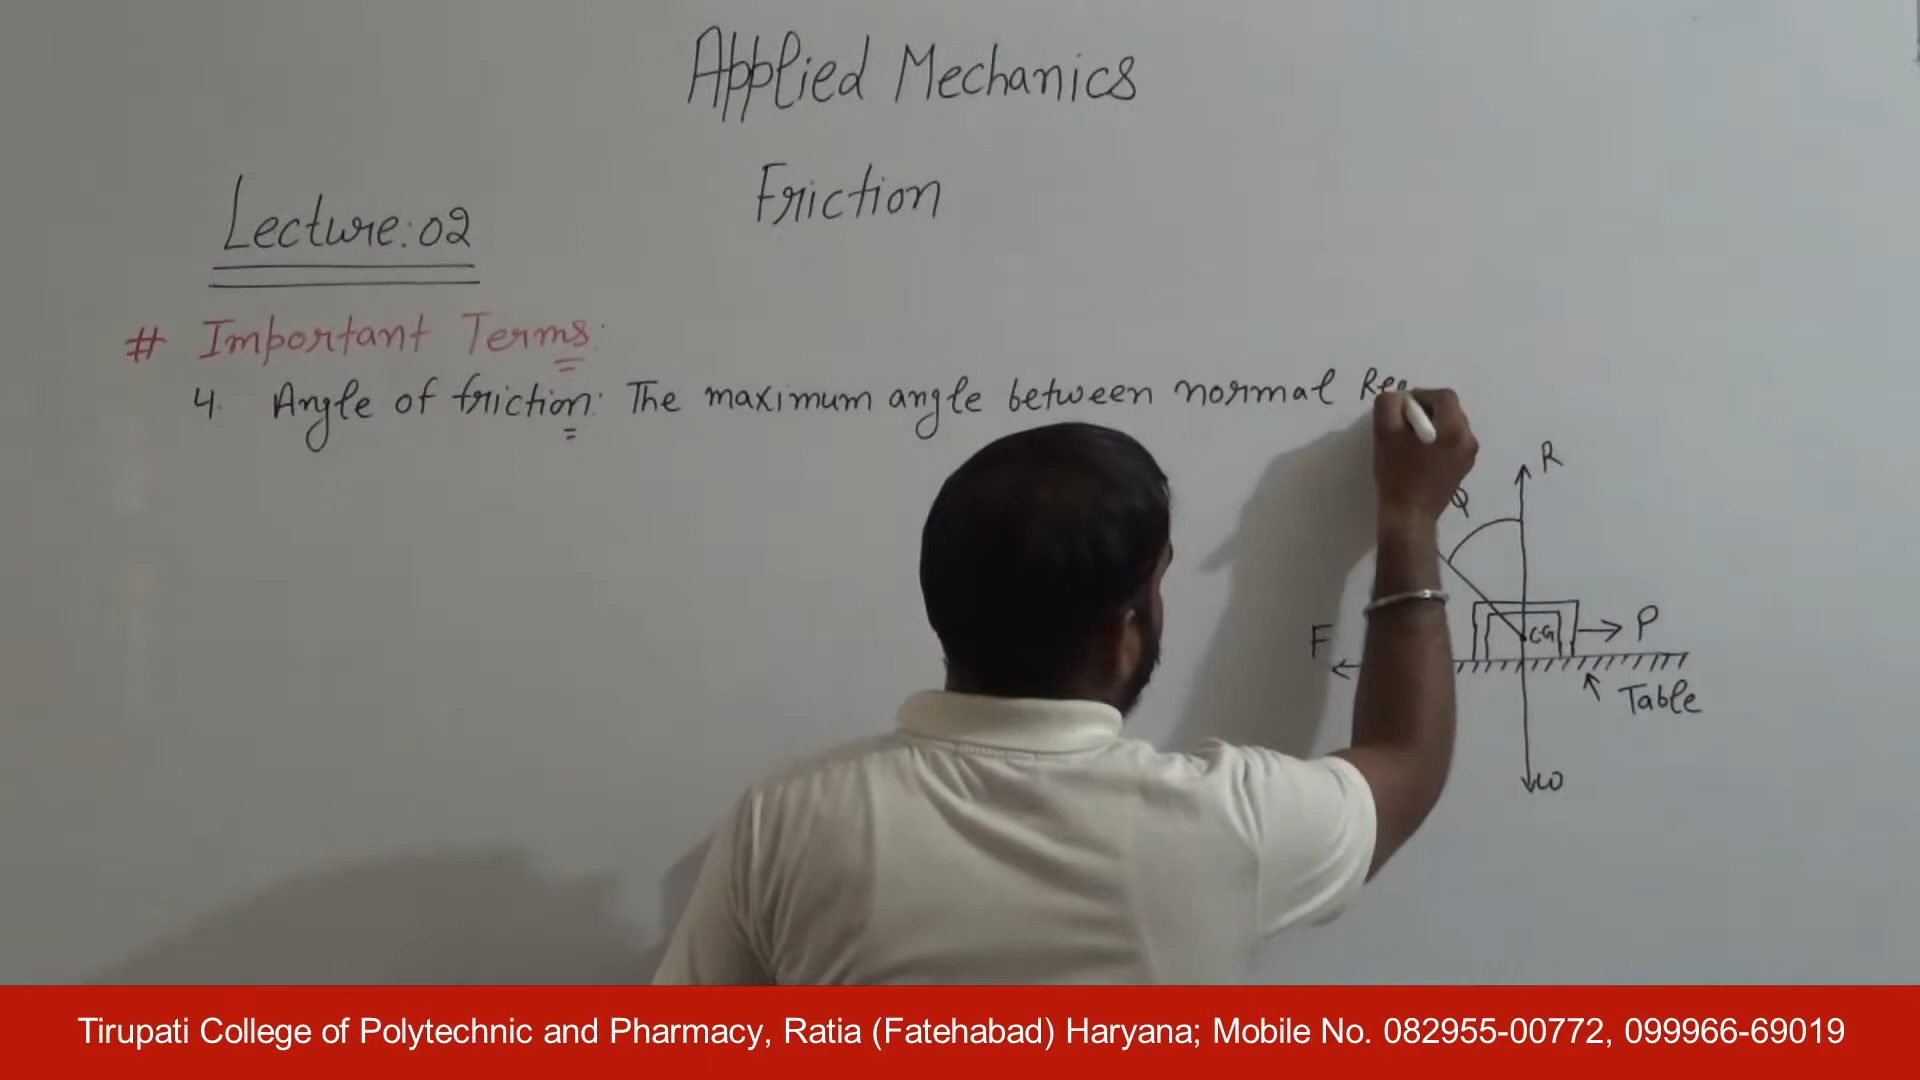 Applied Mechanics
Friction
Lecture:02
# Important Terms:
4. Angle of friction: The maximum angle between normal
R
φ
C.G
P
F
Table
W
Tirupati College of Polytechnic and Pharmacy, Ratia (Fatehabad) Haryana; Mobile No. 082955-00772, 099966-69019